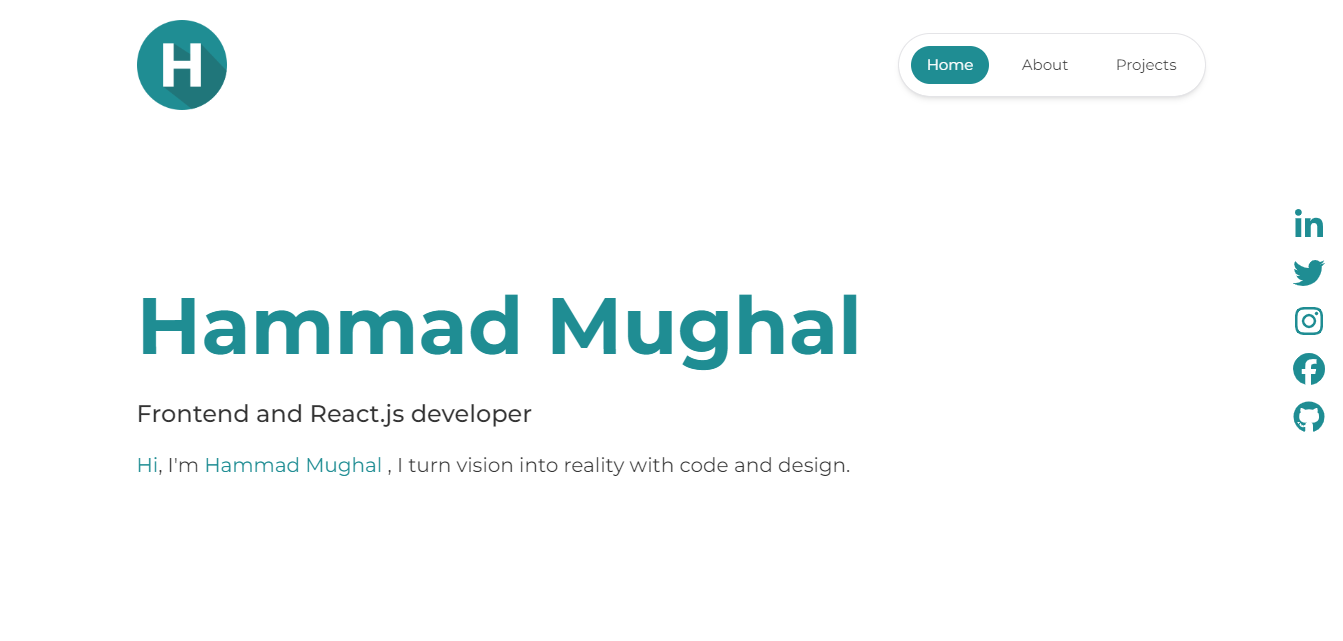 H
Home About Projects
Hammad Mughal
Frontend and React.js developer
Hi, I'm Hammad Mughal , I turn vision into reality with code and design.